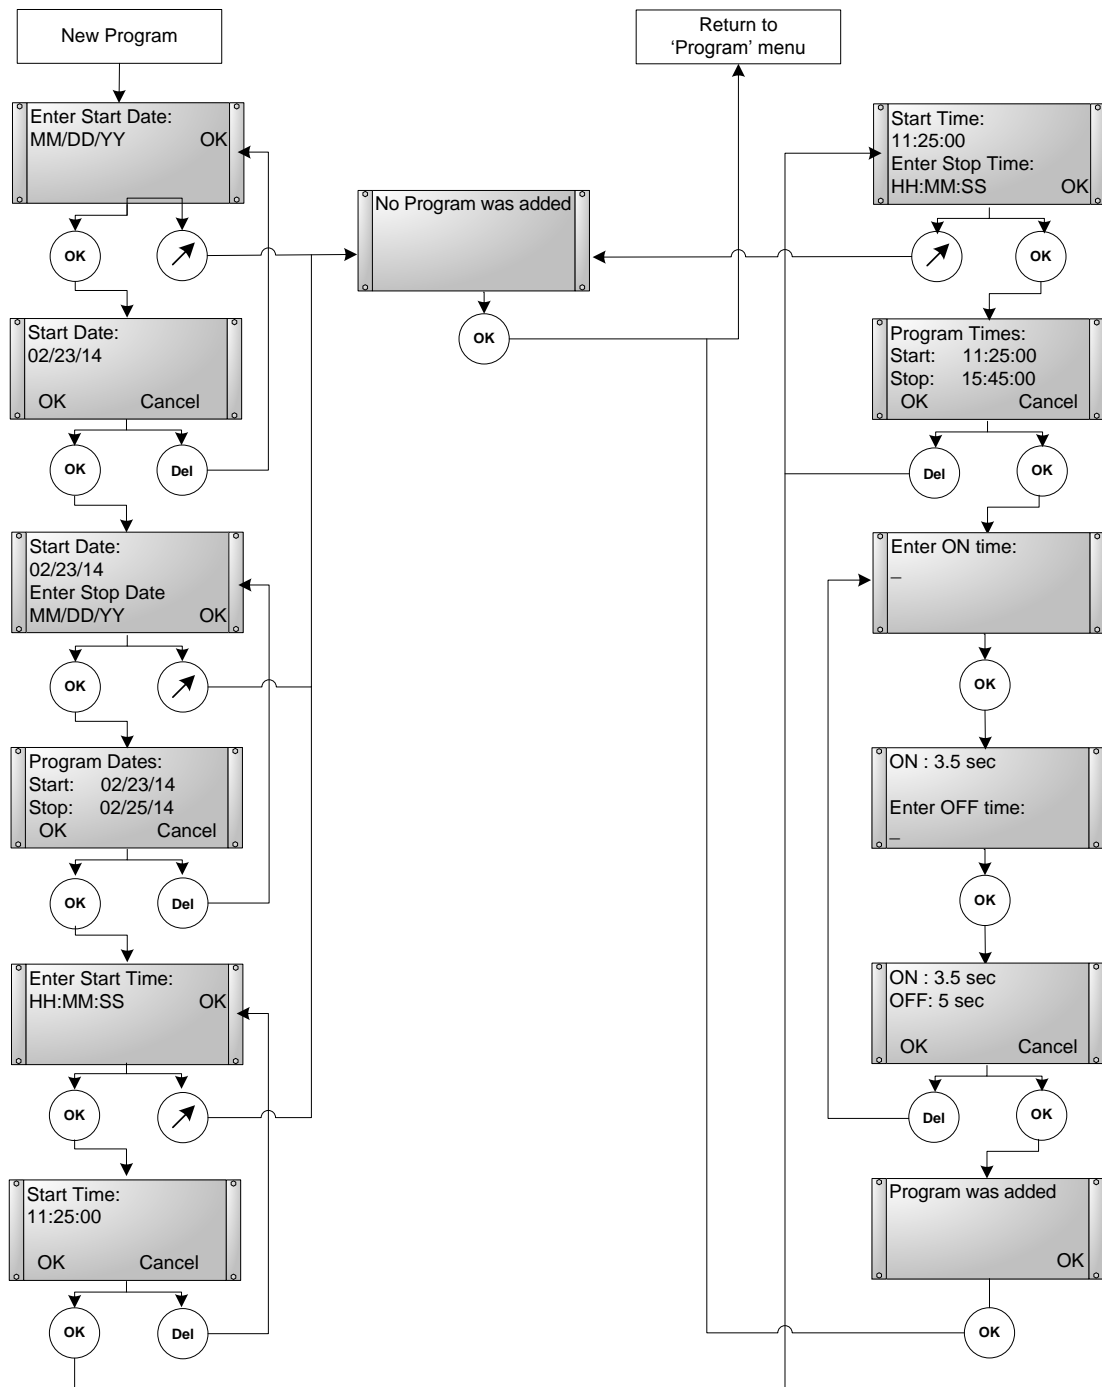 New Program
Enter Start Date:
MM/DD/YY OK
OK
Start Date:
02/23/14
OK Cancel
OK Del
Start Date:
02/23/14
Enter Stop Date
MM/DD/YY OK
OK
Program Dates:
Start: 02/23/14
Stop: 02/25/14
OK Cancel
OK Del
Enter Start Time:
HH:MM:SS OK
OK
Start Time:
11:25:00
OK Cancel
OK Del
No Program was added
OK
Return to
‘Program’ menu
Start Time:
11:25:00
Enter Stop Time:
HH:MM:SS OK
OK
Program Times:
Start: 11:25:00
Stop: 15:45:00
OK Cancel
Del OK
Enter ON time:
_
OK
ON : 3.5 sec
Enter OFF time:
_
OK
ON : 3.5 sec
OFF: 5 sec
OK Cancel
Del OK
Program was added
OK
OK